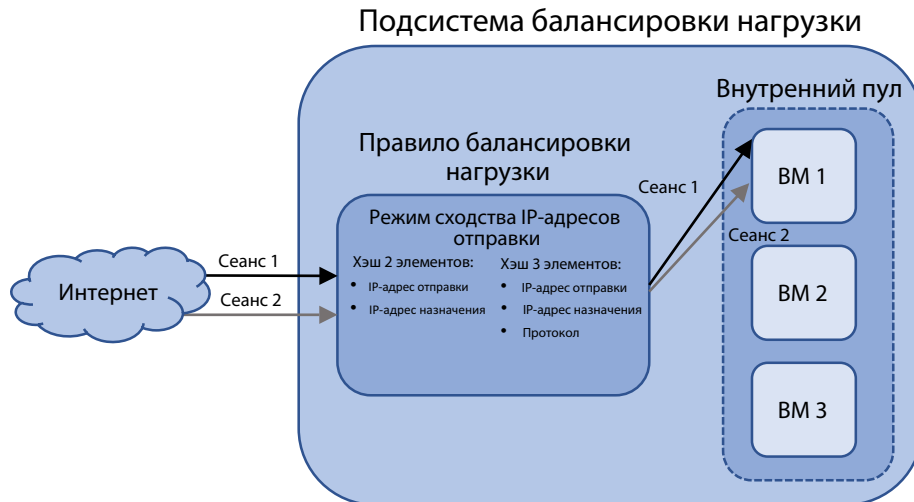 Подсистема балансировки нагрузки
Внутренний пул
Правило балансировки
нагрузки
Сеанс 1
ВМ 1
Режим сходства IP-адресов
отправки
Сеанс 2
Хэш 2 элементов:
Хэш 3 элементов:
Сеанс 1
• IP-адрес отправки
• IP-адрес отправки
Интернет
ВМ 2
Сеанс 2
• IP-адрес назначения
• IP-адрес назначения
• Протокол
ВМ 3